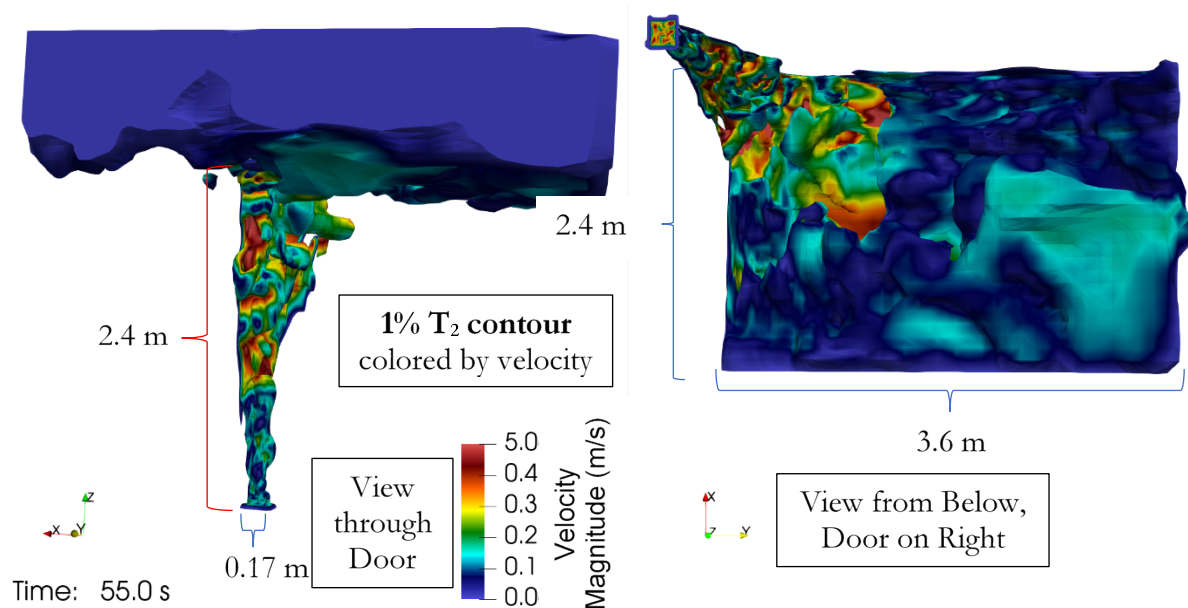 2.4 m
0.17 m
1% T₂ contour
colored by velocity
View
through
Door
5.0
0.4
0.3
0.2
0.1
0.0
Velocity
Magnitude (m/s)
Z
X
Y
Time: 55.0 s
2.4 m
3.6 m
X
Z
Y
View from Below,
Door on Right